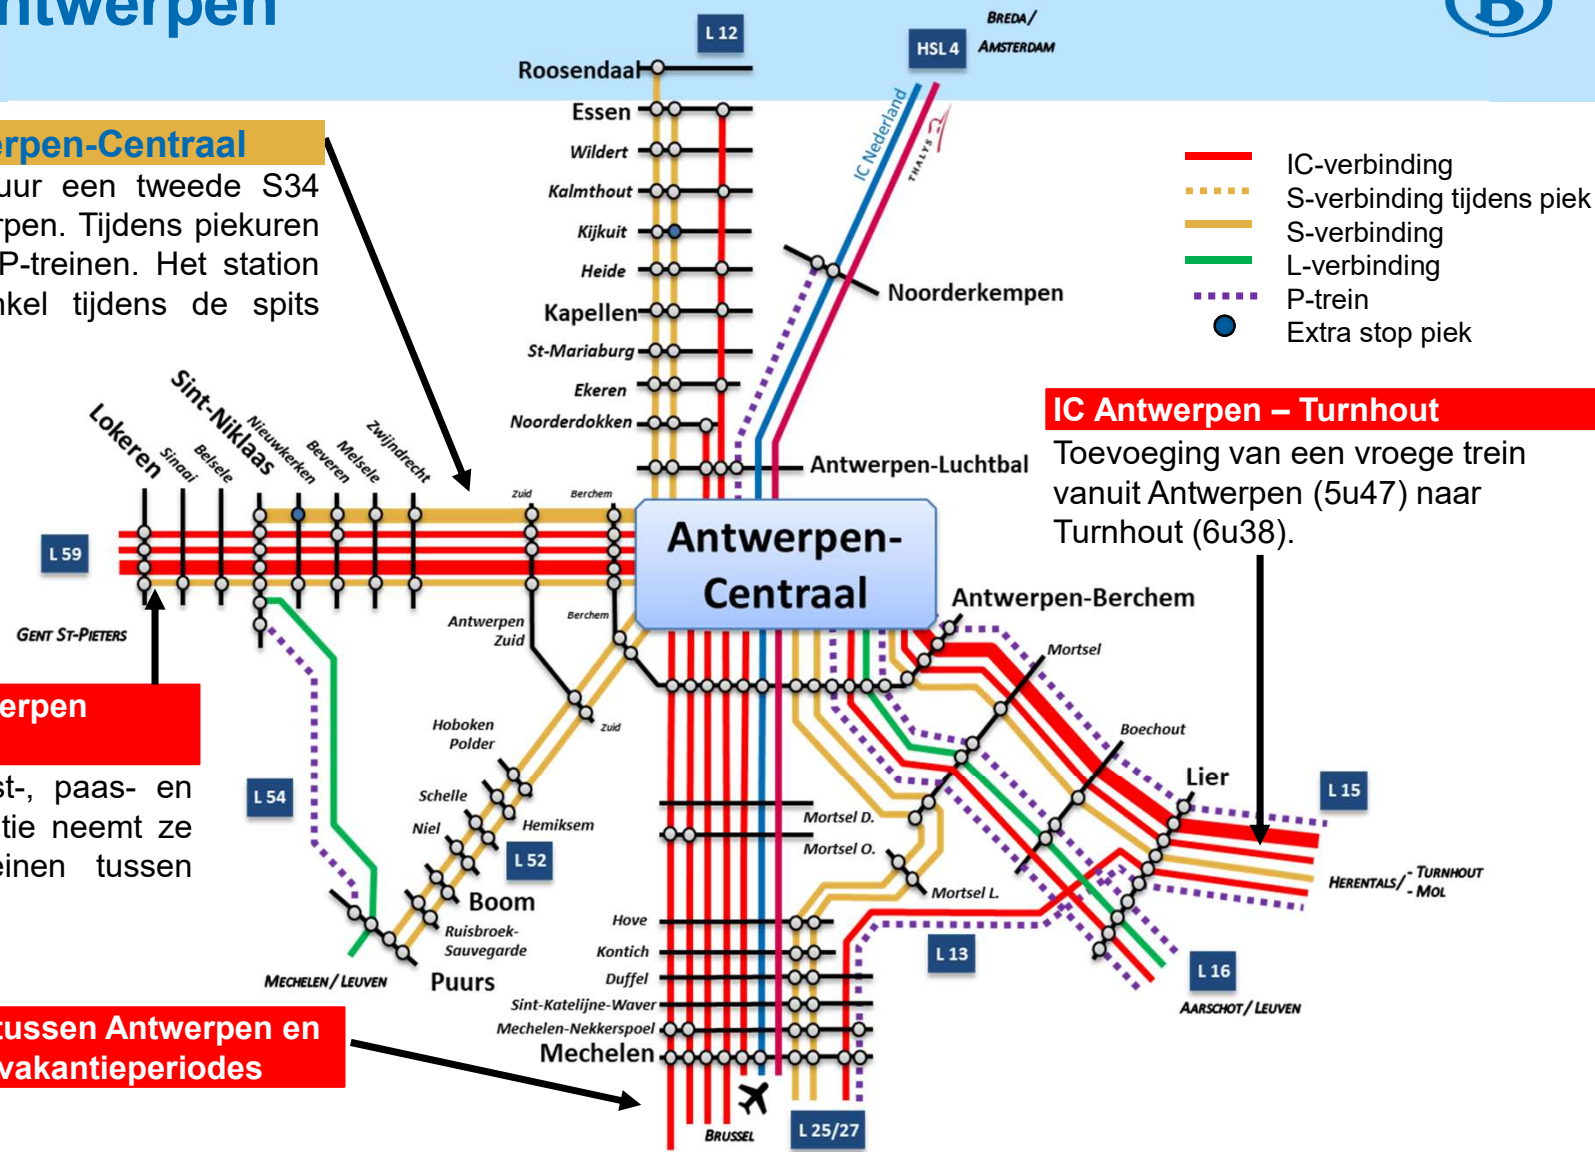 ntwerpen
B
L 12
HSL 4
BREDA/
AMSTERDAM
Roosendaal
Essen
Wildert
Kalmthout
Kijkuit
Heide
Kapellen
St-Mariaburg
Ekeren
Noorderdokken
Antwerpen-Luchtbal
IC Nederland
THALYS
Noorderkempen
IC-verbinding
S-verbinding tijdens piek
S-verbinding
L-verbinding
P-trein
Extra stop piek
erpen-Centraal
uur een tweede S34
rpen. Tijdens piekuren
P-treinen. Het station
nkel tijdens de spits
IC Antwerpen – Turnhout
Toevoeging van een vroege trein
vanuit Antwerpen (5u47) naar
Turnhout (6u38).
Lokeren
Sinaai
Belsele
Sint-Niklaas
Nieuwkerken
Beveren
Melsele
Zwijndrecht
Zuid
Berchem
L 59
GENT ST-PIETERS
Antwerpen-
Centraal
Antwerpen
Zuid
Berchem
Zuid
Antwerpen-Berchem
Mortsel
Boechout
Lier
L 15
HERENTALS/
- TURNHOUT
- MOL
erpen
st-, paas- en
tie neemt ze
einen tussen
L 54
Hoboken
Polder
Schelle
Hemiksem
Niel
L 52
Boom
Ruisbroek-
Sauvegarde
Puurs
MECHELEN / LEUVEN
Mortsel D.
Mortsel O.
Mortsel L.
Hove
Kontich
Duffel
Sint-Katelijne-Waver
Mechelen-Nekkerspoel
Mechelen
L 13
L 16
AARSCHOT / LEUVEN
tussen Antwerpen en
vakantieperiodes
BRUSSEL
L 25/27